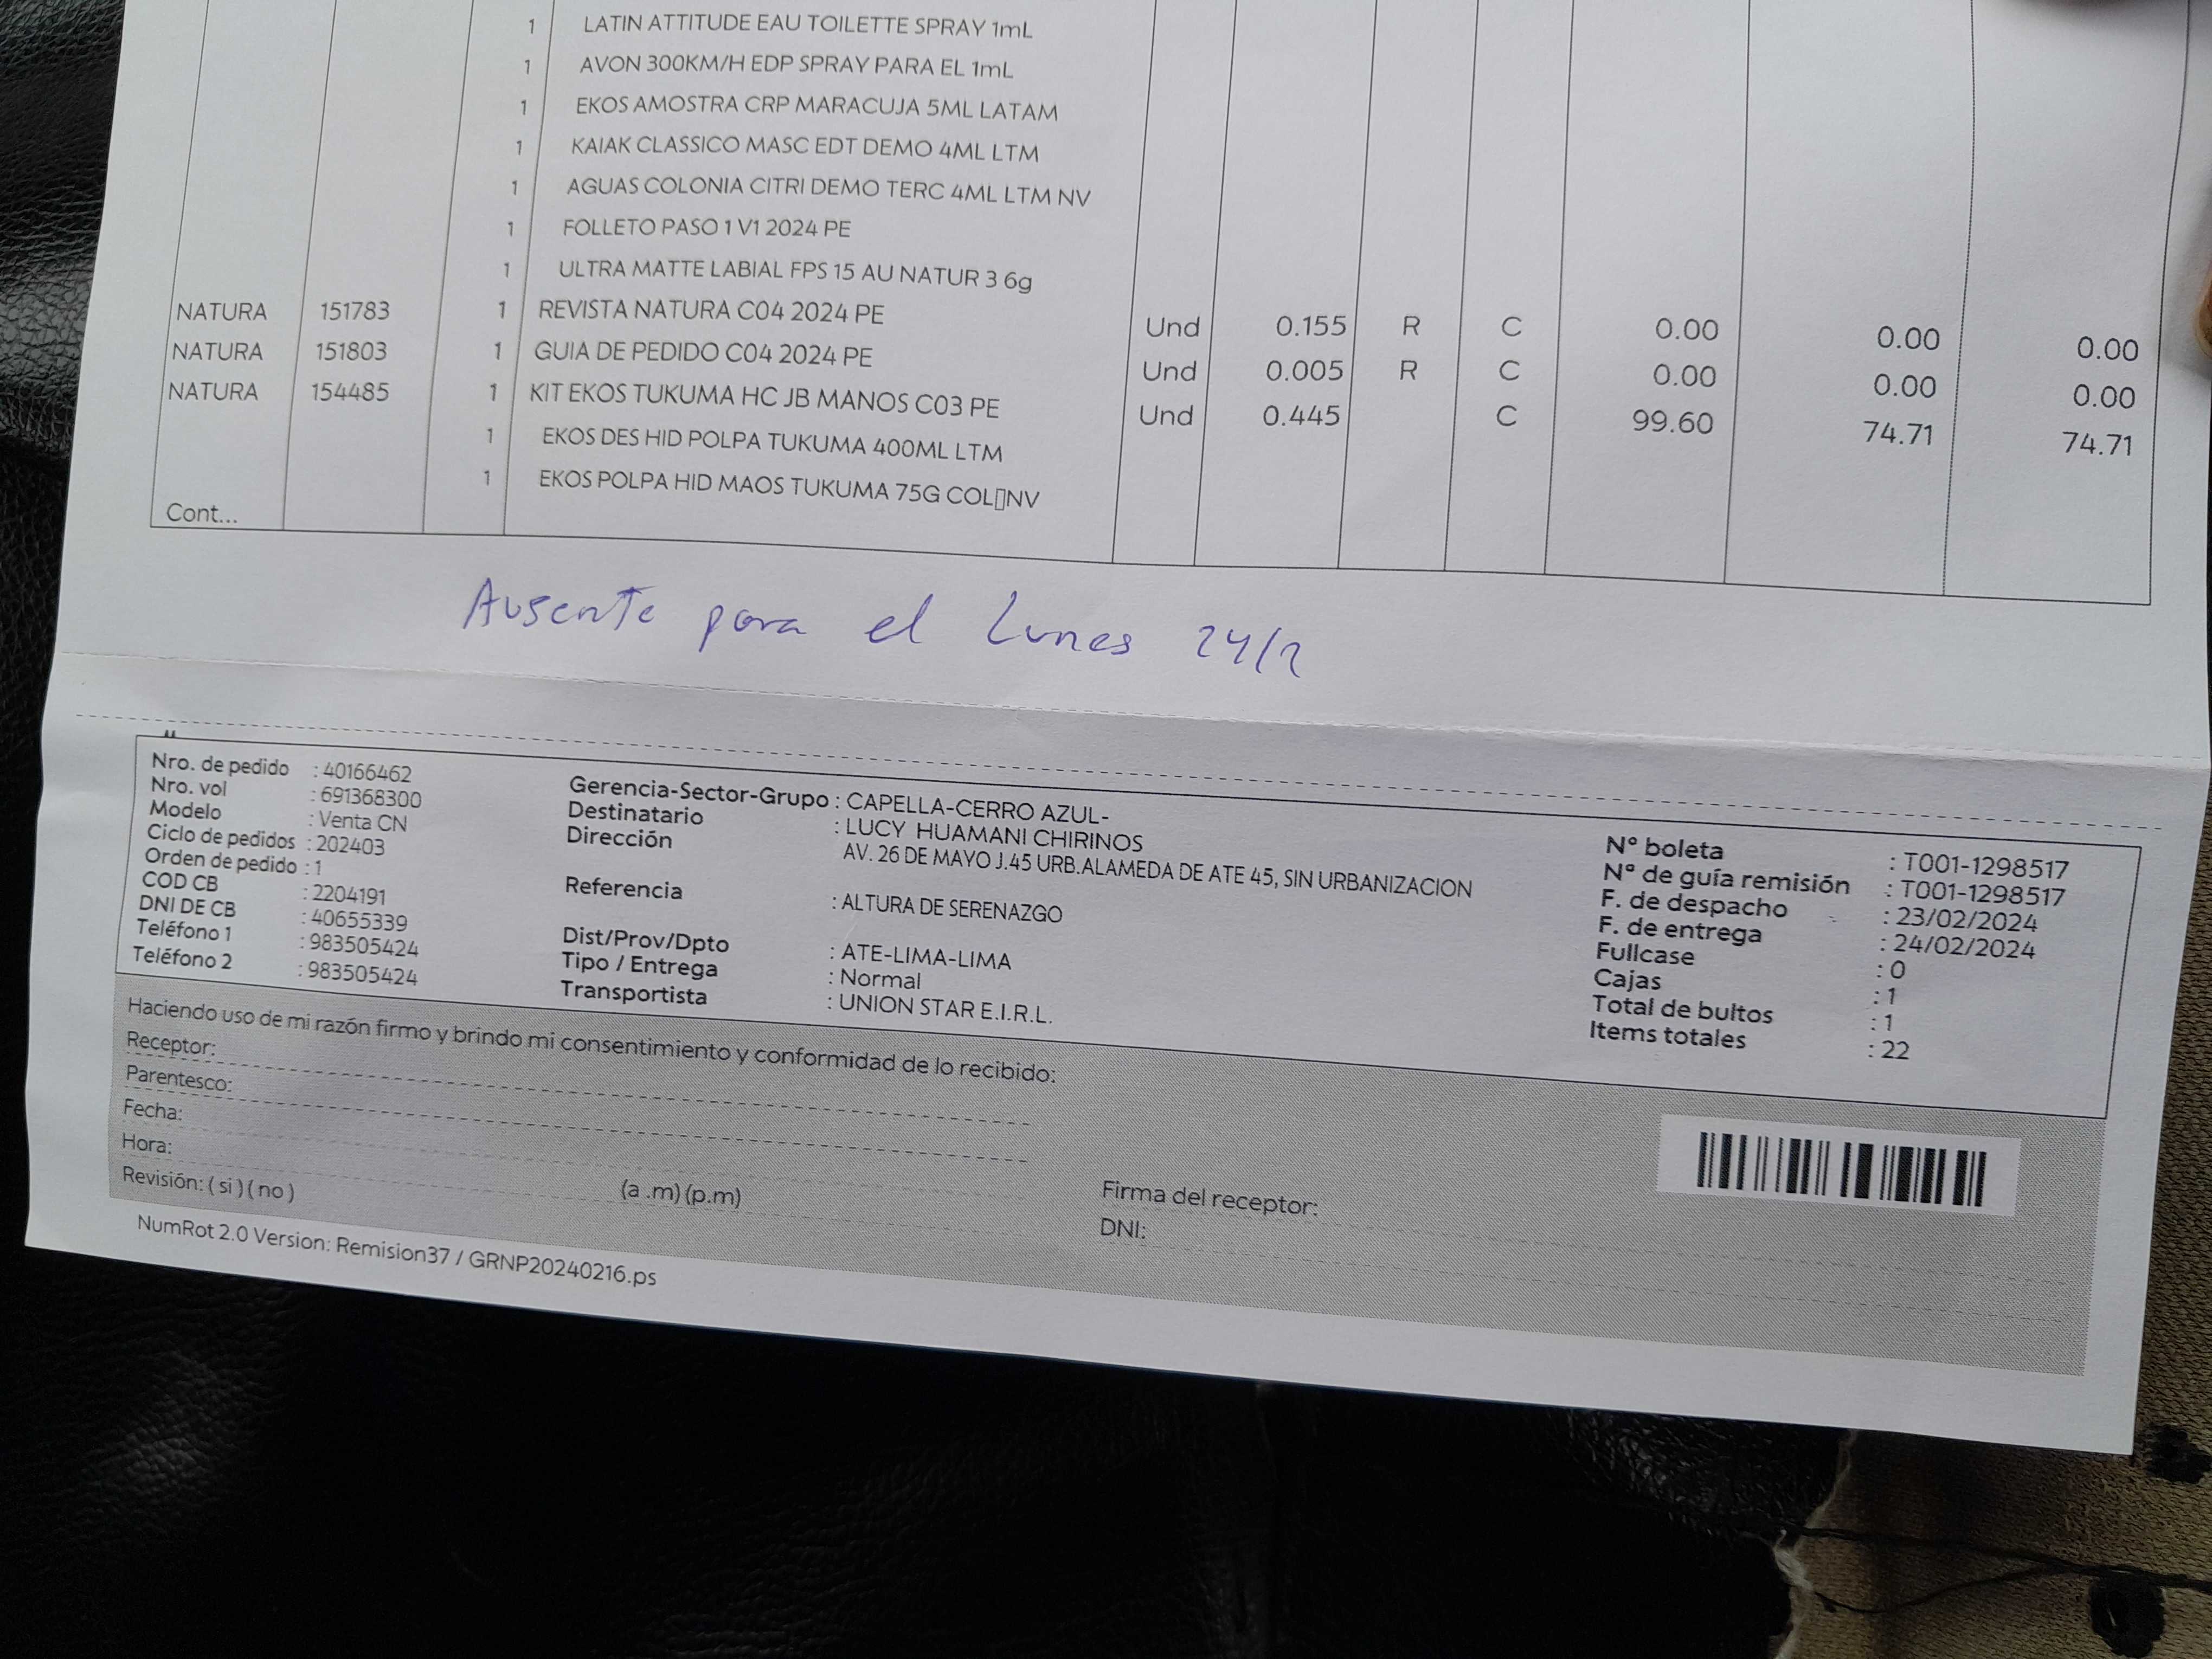 1 LATIN ATTITUDE EAU TOILETTE SPRAY 1mL
1 AVON 300KM/H EDP SPRAY PARA EL 1mL
1 EKOS AMOSTRA CRP MARACUJA 5ML LATAM
1 KAIAK CLASSICO MASC EDT DEMO 4ML LTM
1 AGUAS COLONIA CITRI DEMO TERC 4ML LTM NV
1 FOLLETO PASO 1 V1 2024 PE
1 ULTRA MATTE LABIAL FPS 15 AU NATUR 3 6g
NATURA 151783 1 REVISTA NATURA C04 2024 PE Und 0.155 R C 0.00 0.00 0.00
NATURA 151803 1 GUIA DE PEDIDO C04 2024 PE Und 0.005 R C 0.00 0.00 0.00
NATURA 154485 1 KIT EKOS TUKUMA HC JB MANOS C03 PE Und 0.445 C 99.60 74.71 74.71
1 EKOS DES HID POLPA TUKUMA 400ML LTM
1 EKOS POLPA HID MAOS TUKUMA 75G COL▯NV
Cont...
Ausente para el Lunes 24/2
Nro. de pedido : 40166462
Nro. vol : 691368300
Modelo : Venta CN
Ciclo de pedidos : 202403
Orden de pedido : 1
COD CB : 2204191
DNI DE CB : 40655339
Teléfono 1 : 983505424
Teléfono 2 : 983505424
Gerencia-Sector-Grupo : CAPELLA-CERRO AZUL-
Destinatario : LUCY HUAMANI CHIRINOS
Dirección AV. 26 DE MAYO J.45 URB.ALAMEDA DE ATE 45, SIN URBANIZACION
Referencia : ALTURA DE SERENAZGO
Dist/Prov/Dpto : ATE-LIMA-LIMA
Tipo / Entrega : Normal
Transportista : UNION STAR E.I.R.L.
N° boleta : T001-1298517
N° de guía remisión : T001-1298517
F. de despacho : 23/02/2024
F. de entrega : 24/02/2024
Fullcase : 0
Cajas : 1
Total de bultos : 1
Items totales : 22
Haciendo uso de mi razón firmo y brindo mi consentimiento y conformidad de lo recibido:
Receptor:
Parentesco:
Fecha:
Hora: (a .m) (p.m)
Revisión: ( si ) ( no )
Firma del receptor:
DNI:
NumRot 2.0 Version: Remision37 / GRNP20240216.ps